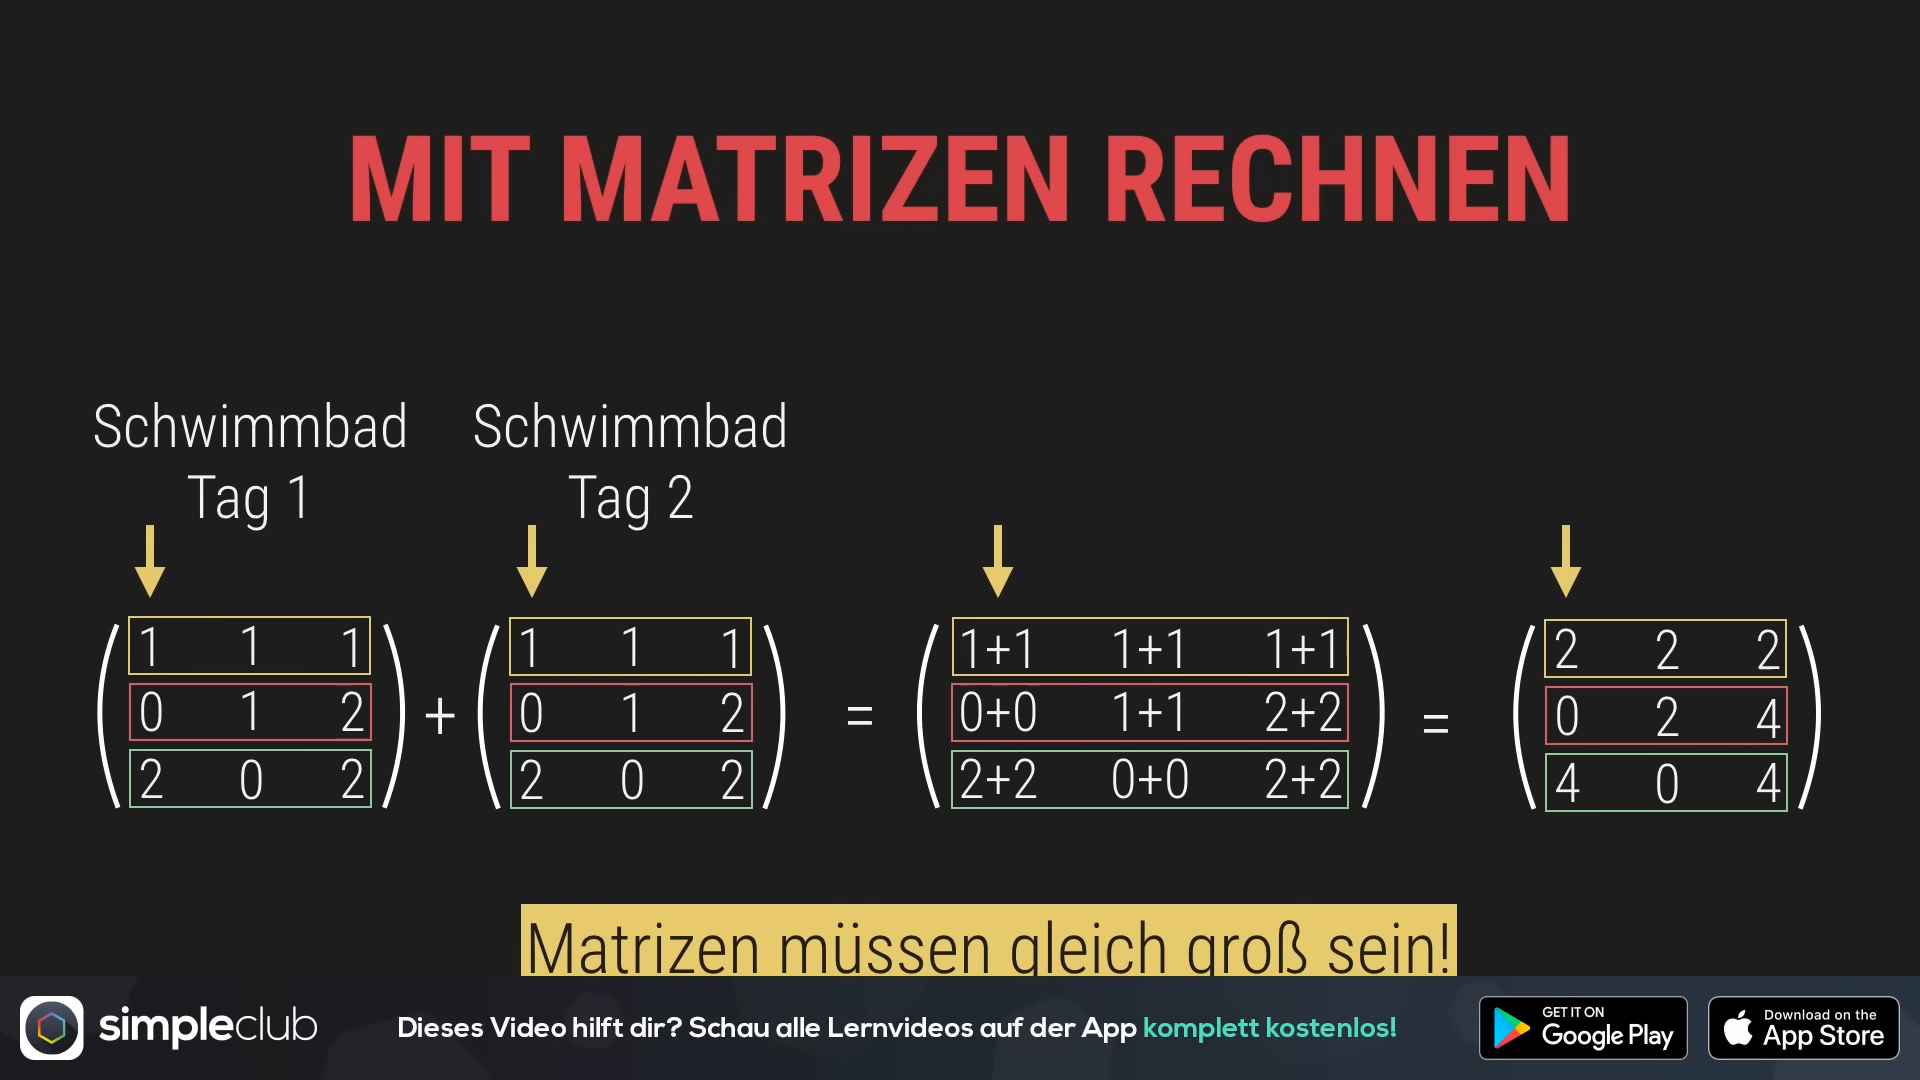 MIT MATRIZEN RECHNEN
Schwimmbad Tag 1
Schwimmbad Tag 2
( 1 1 1 ) + ( 1 1 1 ) = ( 1+1 1+1 1+1 ) = ( 2 2 2 )
( 0 1 2 ) + ( 0 1 2 ) = ( 0+0 1+1 2+2 ) = ( 0 2 4 )
( 2 0 2 ) + ( 2 0 2 ) = ( 2+2 0+0 2+2 ) = ( 4 0 4 )
Matrizen müssen gleich groß sein!
simpleclub
Dieses Video hilft dir? Schau alle Lernvideos auf der App komplett kostenlos!
GET IT ON
Google Play
Download on the
App Store